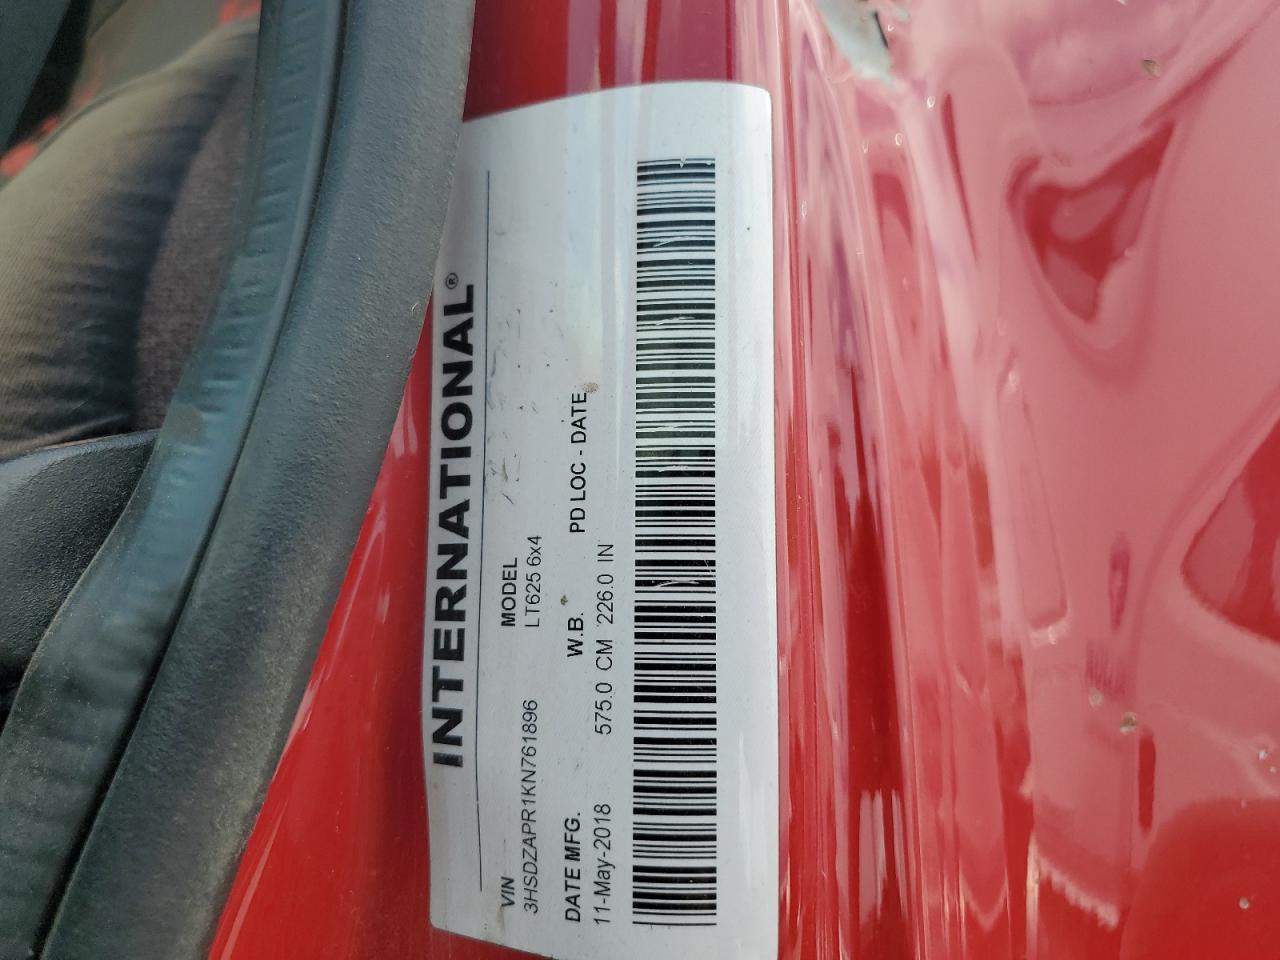 INTERNATIONAL®
VIN MODEL
3HSDZAPR1KN761896 LT625 6x4
DATE MFG. W.B. PD LOC - DATE
11-May-2018 575.0 CM 226.0 IN